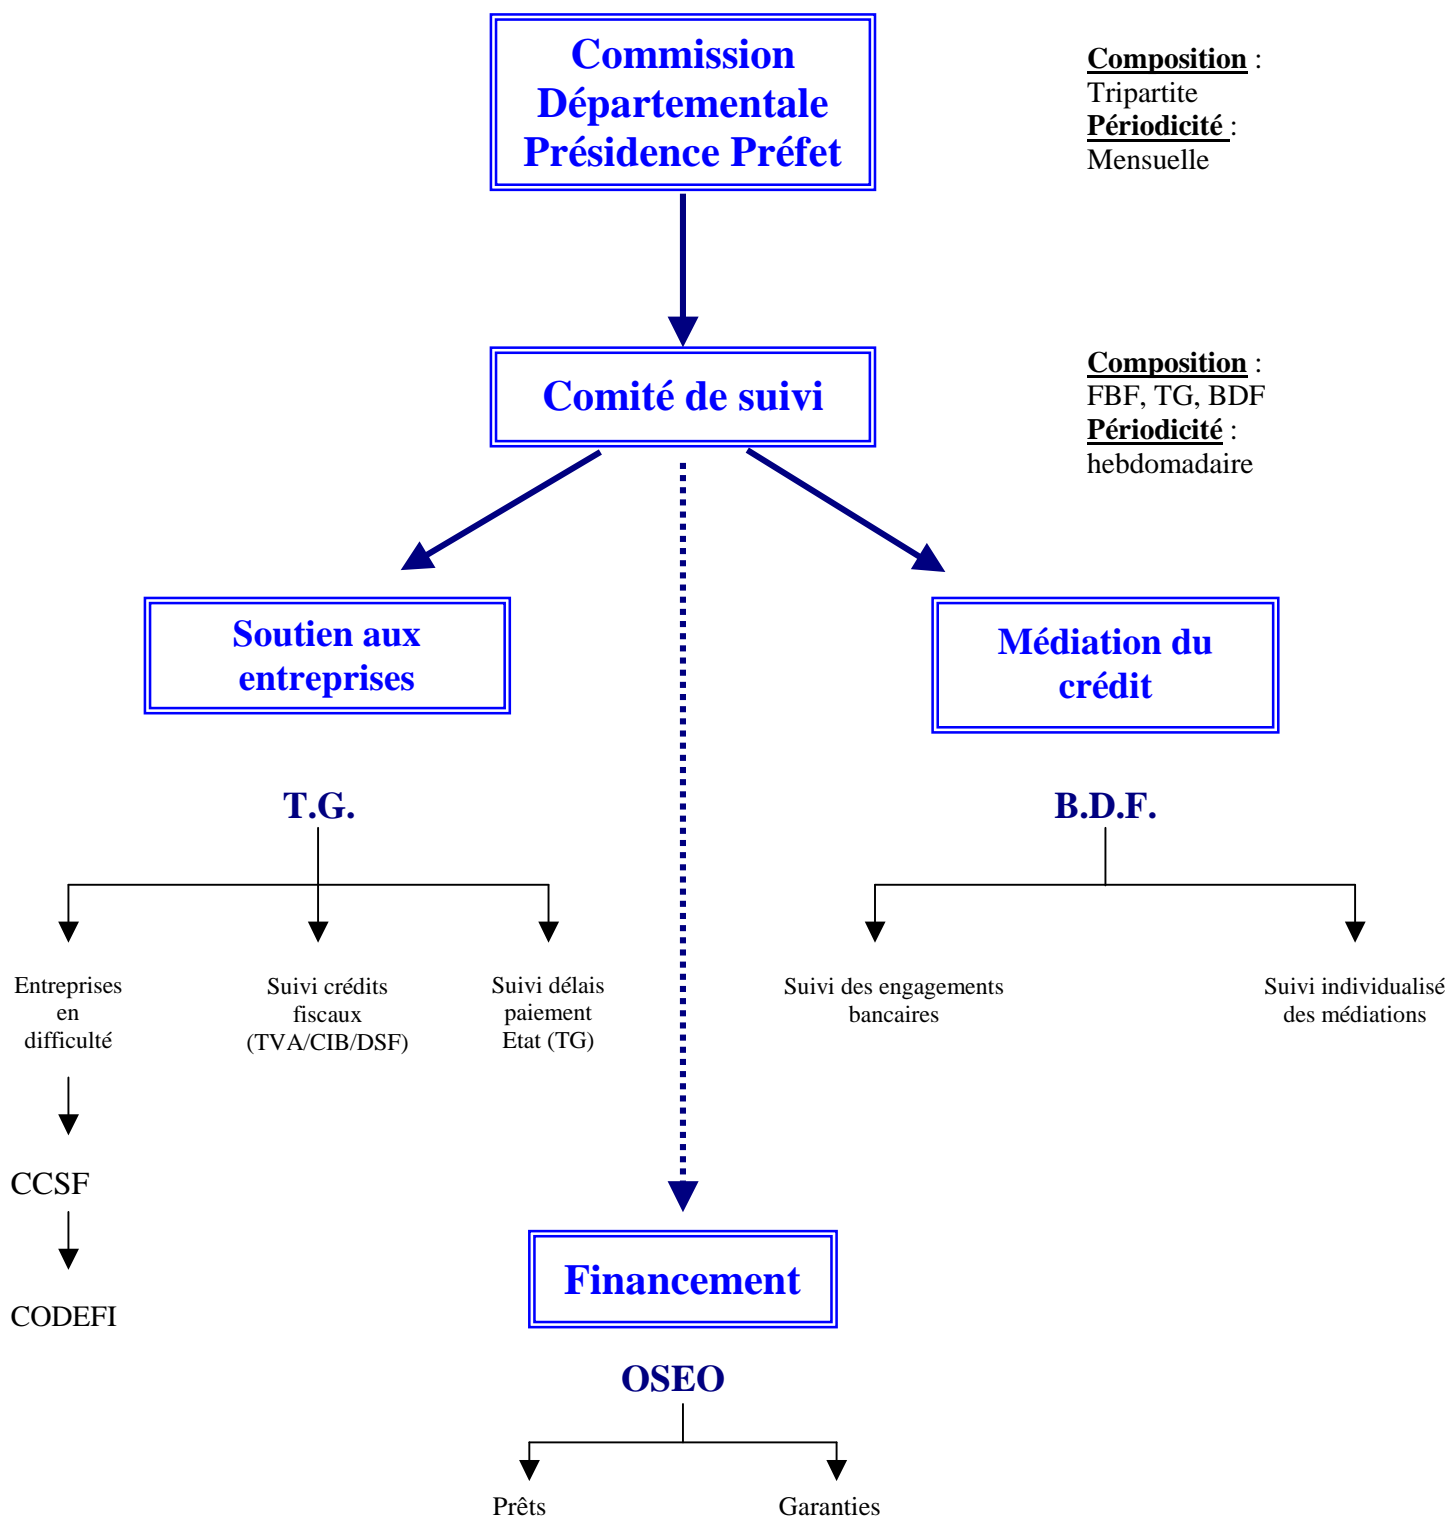 Commission
Départementale
Présidence Préfet
Composition :
Tripartite
Périodicité :
Mensuelle
Comité de suivi
Composition :
FBF, TG, BDF
Périodicité :
hebdomadaire
Soutien aux
entreprises
Médiation du
crédit
T.G.
B.D.F.
Entreprises
en
difficulté
Suivi crédits
fiscaux
(TVA/CIB/DSF)
Suivi délais
paiement
Etat (TG)
Suivi des engagements
bancaires
Suivi individualisé
des médiations
CCSF
CODEFI
Financement
OSEO
Prêts
Garanties